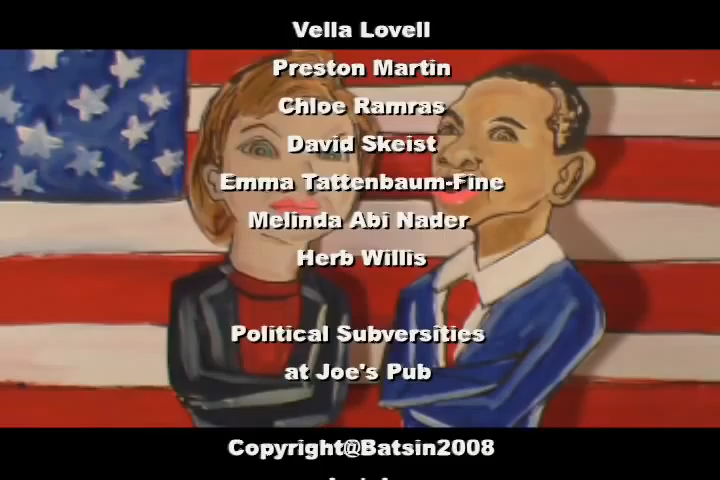 Vella Lovell
Preston Martin
Chloe Ramras
David Skeist
Emma Tattenbaum-Fine
Melinda Abi Nader
Herb Willis
Political Subversities
at Joe's Pub
Copyright@Batsin2008